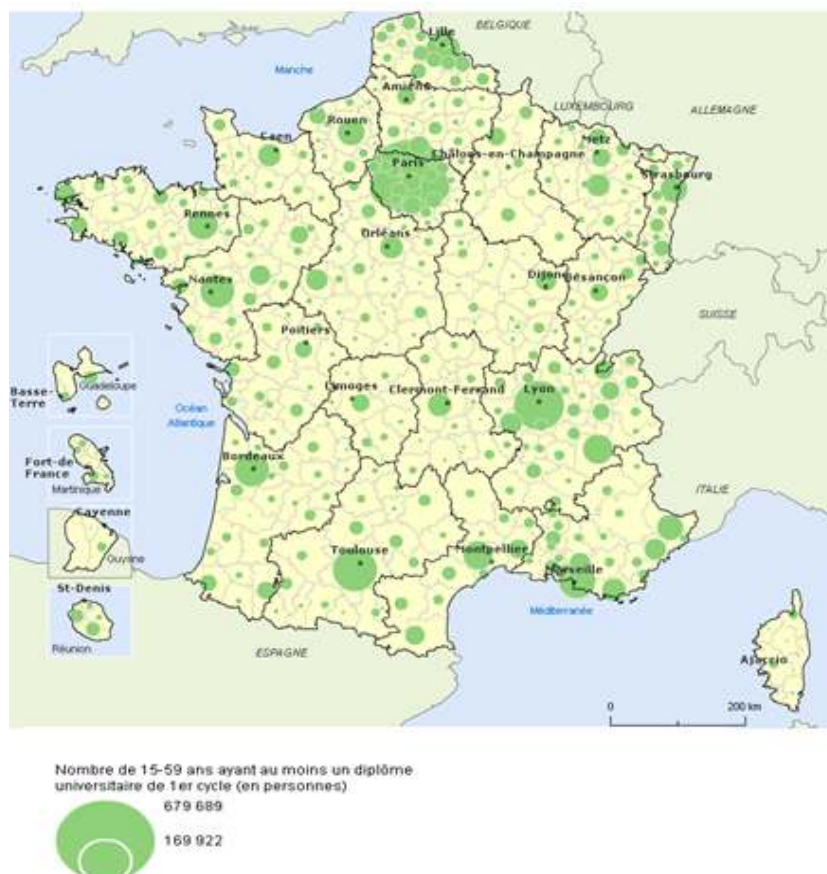 BELGIQUE
Lille
Manche
Amiens
LUXEMBOURG
ALLEMAGNE
Rouen
Caen
Metz
Châlons-en-Champagne
Paris
Strasbourg
Rennes
Orléans
Nantes
Dijon
Besançon
SUISSE
Poitiers
Guadeloupe
Basse-
Terre
Limoges
Clermont-Ferrand
Lyon
Océan
Atlantique
Bordeaux
Fort-de
France
Martinique
ITALIE
Cayenne
Guyane
Toulouse
Montpellier
Marseille
St-Denis
Méditerranée
Réunion
ESPAGNE
Ajaccio
0
200 km
Nombre de 15-59 ans ayant au moins un diplôme
universitaire de 1er cycle (en personnes)
679 689
169 922